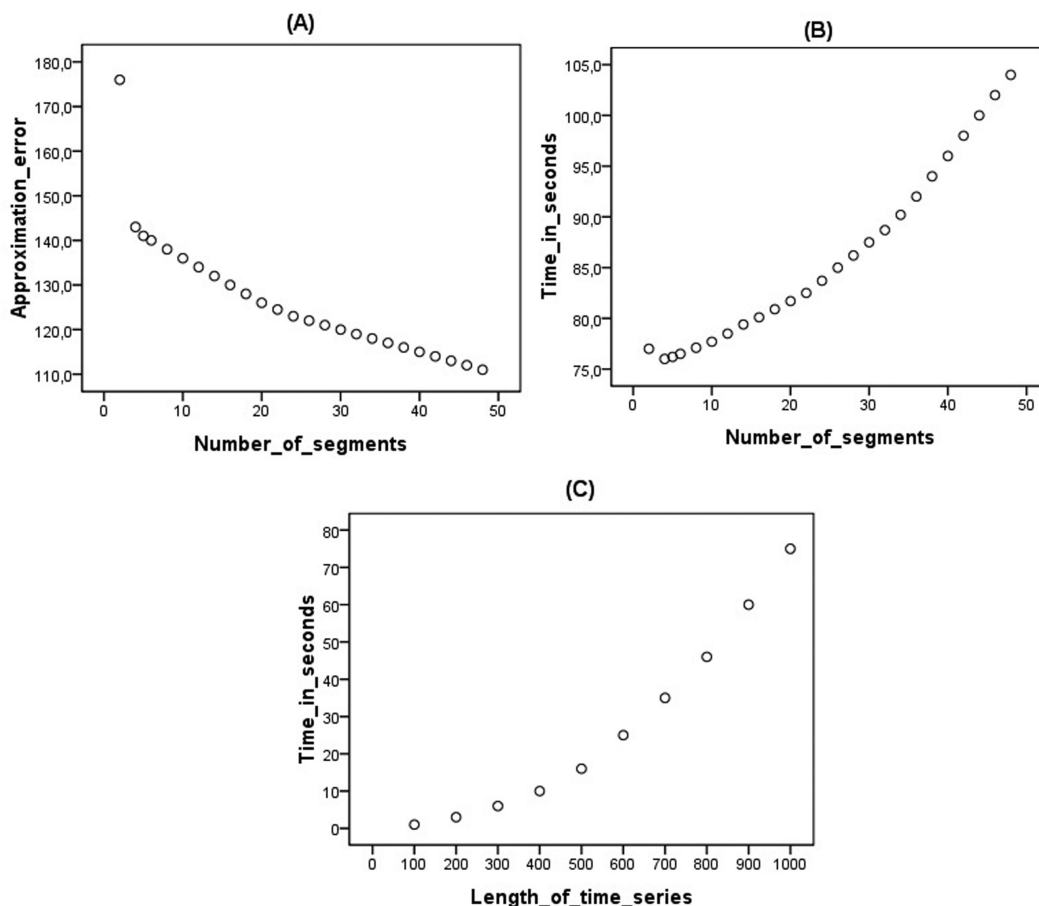 (A)
Approximation_error
180,0
170,0
160,0
150,0
140,0
130,0
120,0
110,0
0 10 20 30 40 50
Number_of_segments
(B)
Time_in_seconds
105,0
100,0
95,0
90,0
85,0
80,0
75,0
0 10 20 30 40 50
Number_of_segments
(C)
Time_in_seconds
80
70
60
50
40
30
20
10
0
0 100 200 300 400 500 600 700 800 900 1000
Length_of_time_series